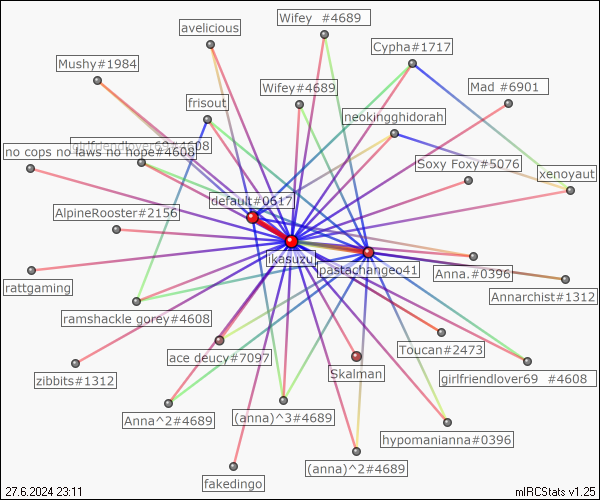 Wifey  #4689
avelicious
Cypha#1717
Mushy#1984
Wifey#4689
Mad #6901
frisout
neokingghidorah
girlfriendlover69#4608
no cops no laws no hope#4608
Soxy Foxy#5076
xenoyaut
default#0617
AlpineRooster#2156
likasuzu
pastachangeo41
Anna.#0396
rattgaming
Annarchist#1312
ramshackle gorey#4608
Toucan#2473
ace deucy#7097
Skalman
zibbits#1312
girlfriendlover69  #4608
Anna^2#4689
(anna)^3#4689
hypomanianna#0396
(anna)^2#4689
fakedingo
27.6.2024 23:11
mIRCStats v1.25